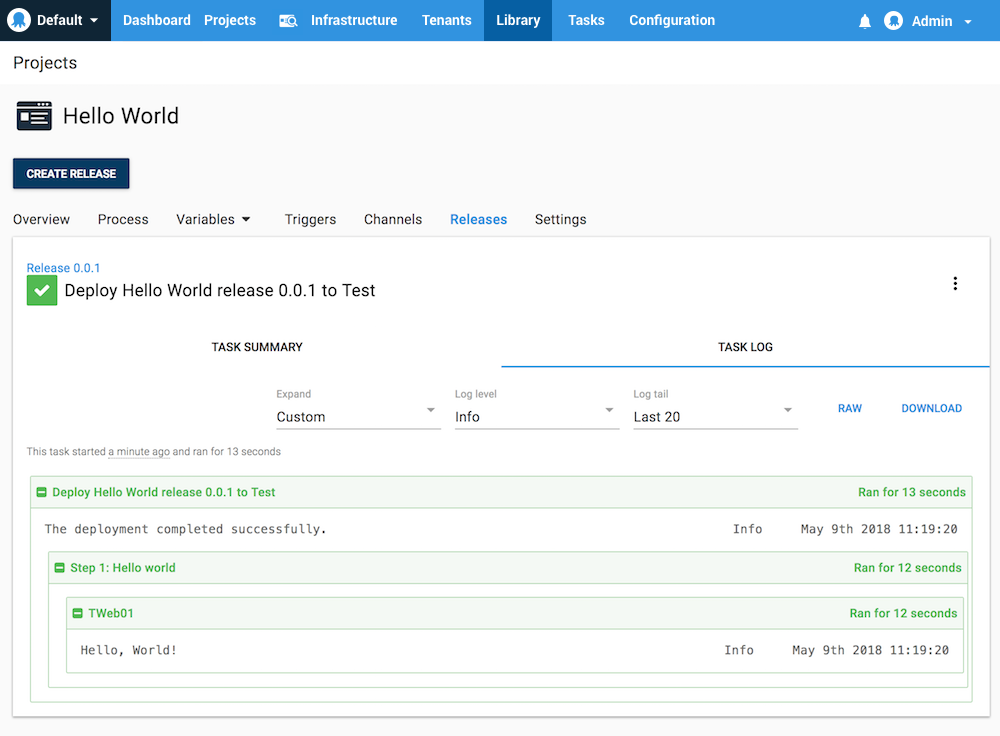 Default Dashboard Projects Infrastructure Tenants Library Tasks Configuration Admin
Projects
Hello World
CREATE RELEASE
Overview Process Variables Triggers Channels Releases Settings
Release 0.0.1
Deploy Hello World release 0.0.1 to Test
TASK SUMMARY TASK LOG
Expand Log level Log tail
Custom Info Last 20 RAW DOWNLOAD
This task started a minute ago and ran for 13 seconds
Deploy Hello World release 0.0.1 to Test Ran for 13 seconds
The deployment completed successfully. Info May 9th 2018 11:19:20
Step 1: Hello world Ran for 12 seconds
TWeb01 Ran for 12 seconds
Hello, World! Info May 9th 2018 11:19:20